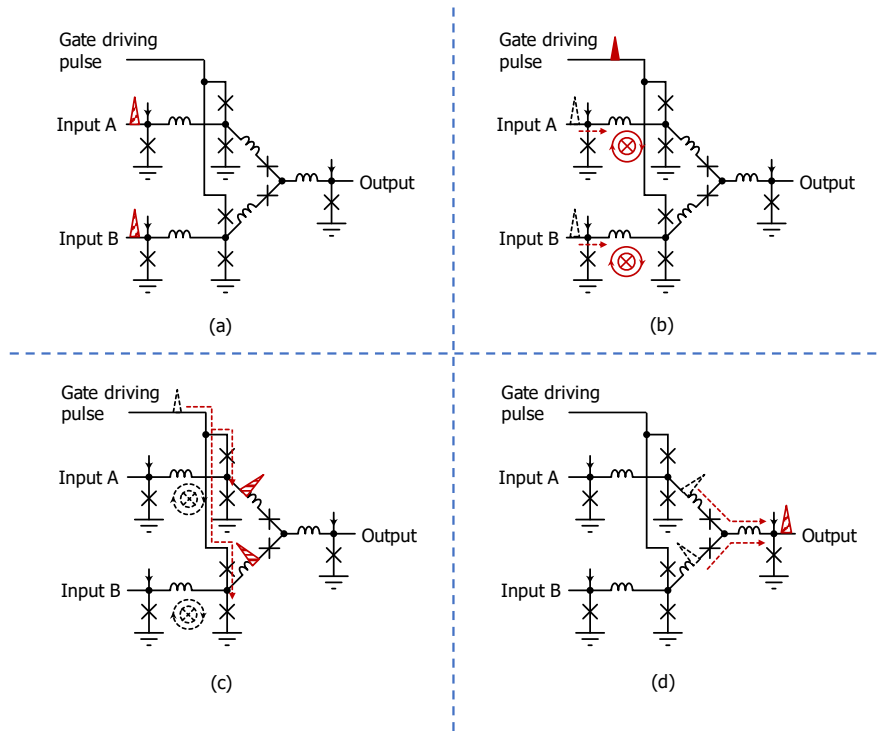 Gate driving
pulse
Input A
Output
Input B
(a)
Gate driving
pulse
Input A
Output
Input B
(b)
Gate driving
pulse
Input A
Output
Input B
(c)
Gate driving
pulse
Input A
Output
Input B
(d)